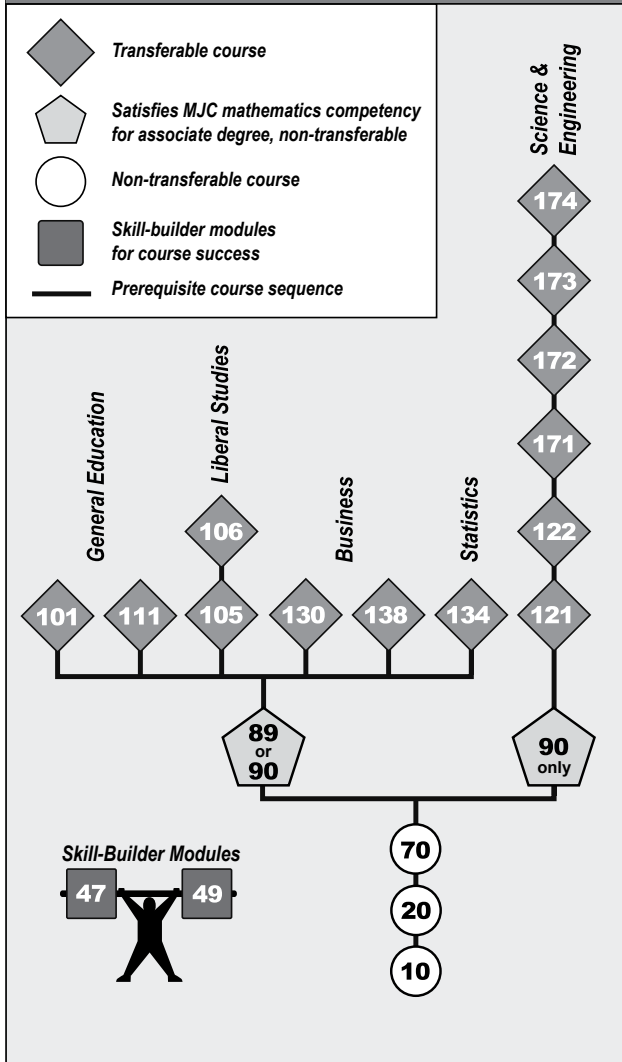 Transferable course
Satisfies MJC mathematics competency
for associate degree, non-transferable
Non-transferable course
Skill-builder modules
for course success
Prerequisite course sequence
Science &
Engineering
174
173
172
171
122
121
General Education
Liberal Studies
Business
Statistics
106
101
111
105
130
138
134
89
or
90
90
only
70
20
10
Skill-Builder Modules
47
49